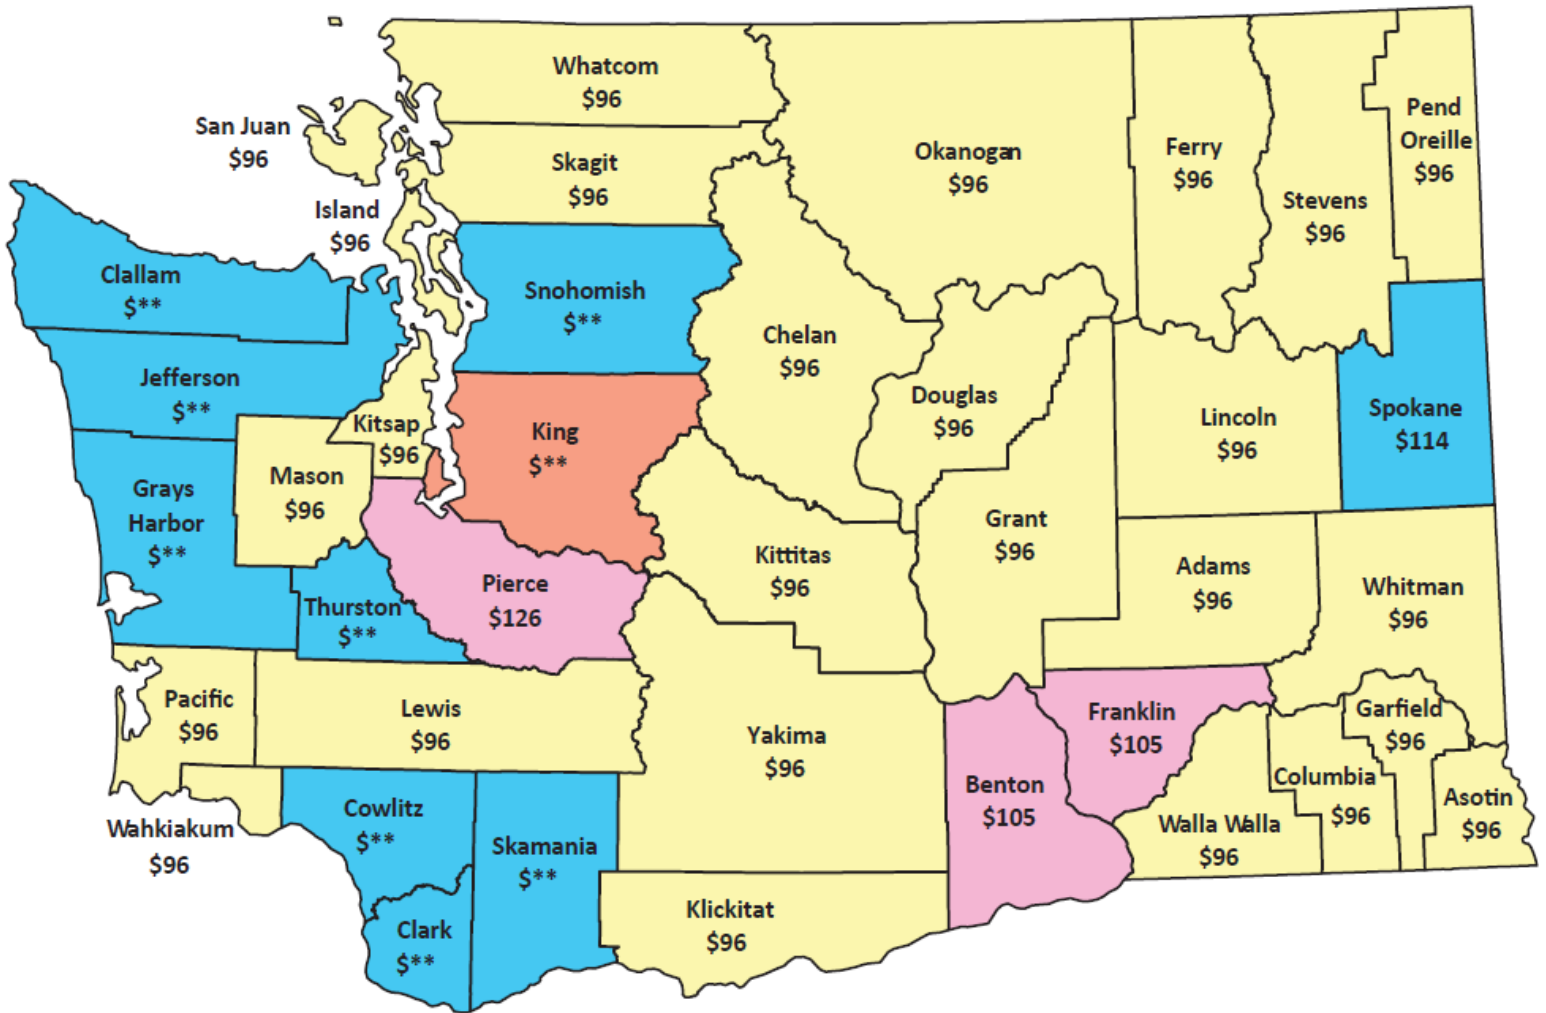 Whatcom
$96
San Juan
$96
Skagit
$96
Island
$96
Okanogan
$96
Ferry
$96
Stevens
$96
Pend
Oreille
$96
Clallam
$**
Snohomish
$**
Chelan
$96
Jefferson
$**
Kitsap
$96
King
$**
Douglas
$96
Lincoln
$96
Spokane
$114
Grays
Harbor
$**
Mason
$96
Kittitas
$96
Grant
$96
Adams
$96
Whitman
$96
Thurston
$**
Pierce
$126
Pacific
$96
Lewis
$96
Yakima
$96
Franklin
$105
Garfield
$96
Benton
$105
Columbia
$96
Asotin
$96
Walla Walla
$96
Wahkiakum
$96
Cowlitz
$**
Skamania
$**
Klickitat
$96
Clark
$**